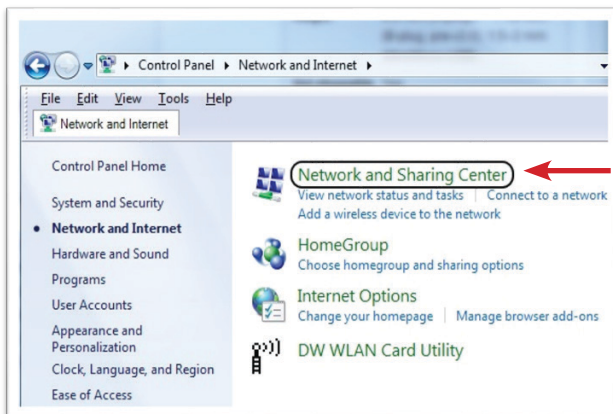 Control Panel Network and Internet
File Edit View Tools Help
Network and Internet
Control Panel Home
System and Security
Network and Internet
Hardware and Sound
Programs
User Accounts
Appearance and
Personalization
Clock, Language, and Region
Ease of Access
Network and Sharing Center
View network status and tasks Connect to a network
Add a wireless device to the network
HomeGroup
Choose homegroup and sharing options
Internet Options
Change your homepage Manage browser add-ons
DW WLAN Card Utility